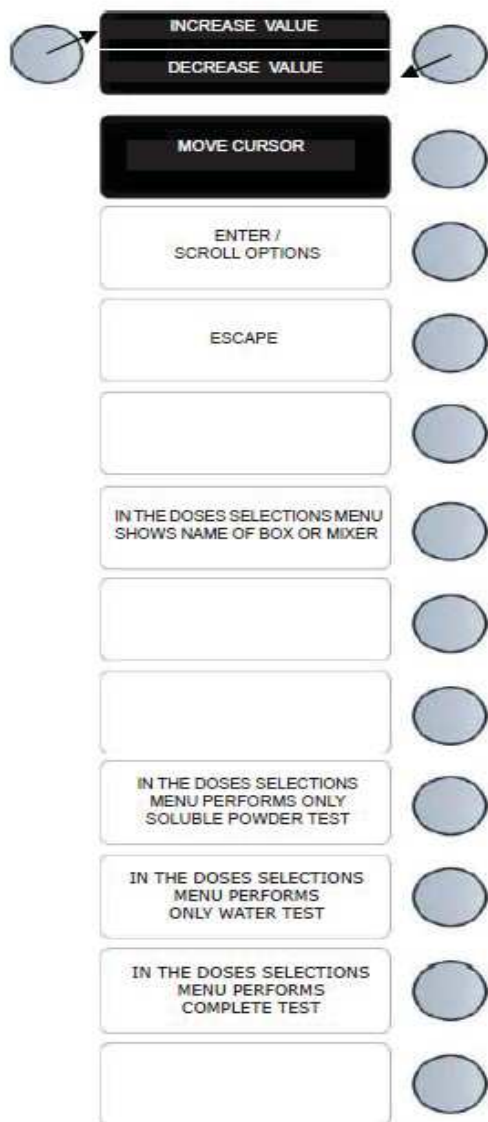 INCREASE VALUE
DECREASE VALUE
MOVE CURSOR
ENTER /
SCROLL OPTIONS
ESCAPE
IN THE DOSES SELECTIONS MENU
SHOWS NAME OF BOX OR MIXER
IN THE DOSES SELECTIONS
MENU PERFORMS ONLY
SOLUBLE POWDER TEST
IN THE DOSES SELECTIONS
MENU PERFORMS
ONLY WATER TEST
IN THE DOSES SELECTIONS
MENU PERFORMS
COMPLETE TEST